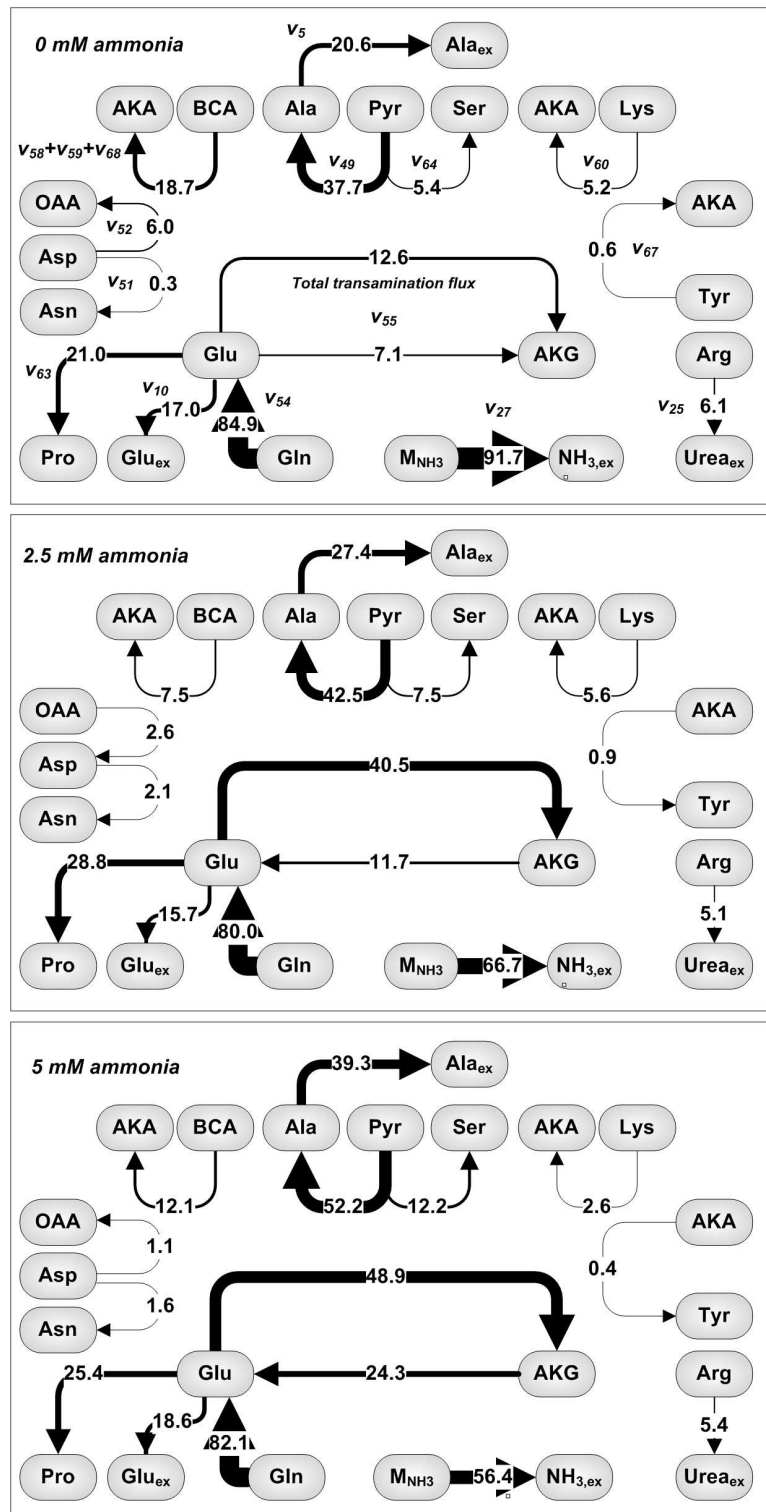 0 mM ammonia
v5
20.6
Alaex
AKA BCA Ala Pyr Ser AKA Lys
v58+v59+v68
18.7
v49
37.7
v64
5.4
v60
5.2
OAA
v52
6.0
Asp
v51
0.3
Asn
AKA
0.6
v67
Tyr
12.6
Total transamination flux
v55
Glu
7.1
AKG
Arg
v63
21.0
v10
17.0
84.9
v54
v27
91.7
v25
6.1
Pro Gluex Gln MNH3 NH3,ex Ureaex
2.5 mM ammonia
27.4
Alaex
AKA BCA Ala Pyr Ser AKA Lys
7.5
42.5
7.5
5.6
OAA
2.6
Asp
2.1
Asn
AKA
0.9
Tyr
40.5
28.8
Glu
11.7
AKG
Arg
15.7
80.0
66.7
5.1
Pro Gluex Gln MNH3 NH3,ex Ureaex
5 mM ammonia
39.3
Alaex
AKA BCA Ala Pyr Ser AKA Lys
12.1
52.2
12.2
2.6
OAA
1.1
Asp
1.6
Asn
AKA
0.4
Tyr
48.9
25.4
Glu
24.3
AKG
Arg
18.6
82.1
56.4
5.4
Pro Gluex Gln MNH3 NH3,ex Ureaex